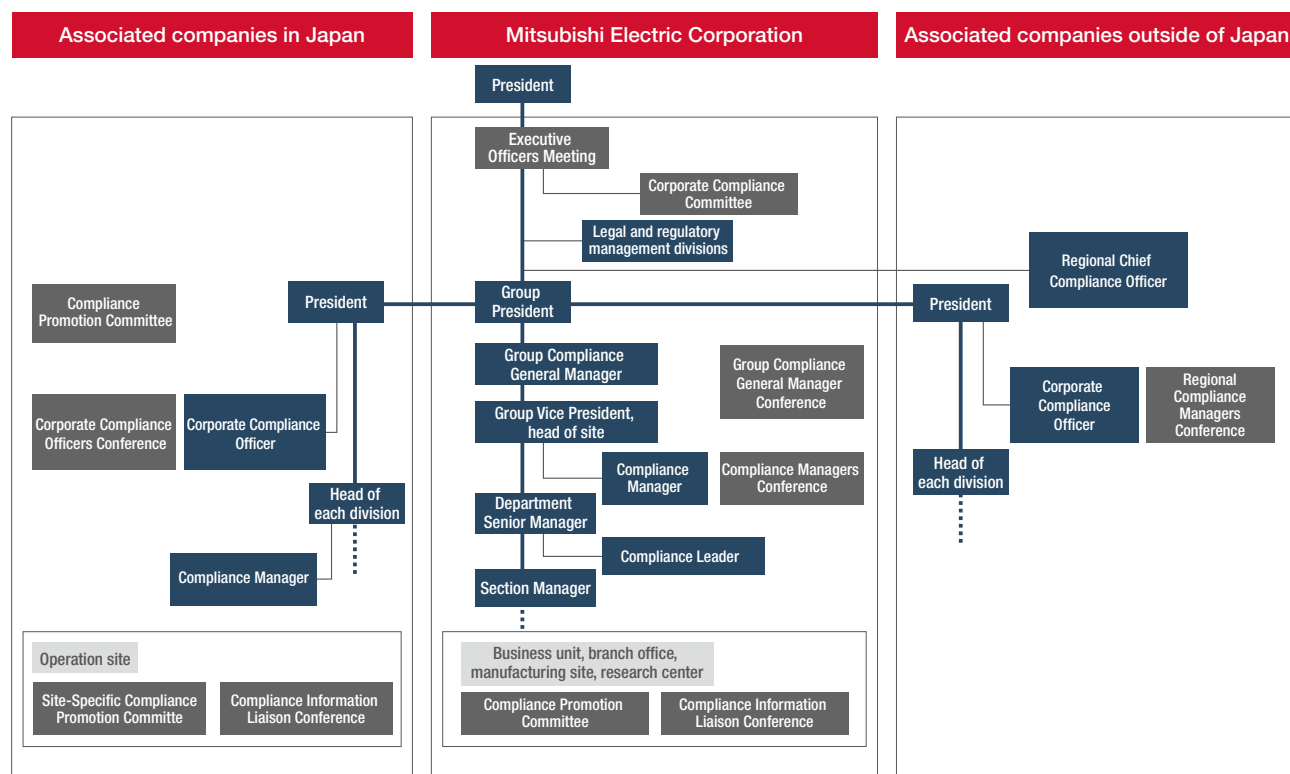 Associated companies in Japan
Mitsubishi Electric Corporation
Associated companies outside of Japan
President
Executive
Officers Meeting
Corporate Compliance
Committee
Legal and regulatory
management divisions
Regional Chief
Compliance Officer
Compliance
Promotion Committee
President
Group
President
President
Group Compliance
General Manager
Group Compliance
General Manager
Conference
Corporate Compliance
Officers Conference
Corporate Compliance
Officer
Group Vice President,
head of site
Corporate
Compliance
Officer
Regional
Compliance
Managers
Conference
Compliance
Manager
Compliance Managers
Conference
Head of
each division
Head of
each division
Department
Senior Manager
Compliance Leader
Compliance Manager
Section Manager
Operation site
Site-Specific Compliance
Promotion Committe
Compliance Information
Liaison Conference
Business unit, branch office,
manufacturing site, research center
Compliance Promotion
Committee
Compliance Information
Liaison Conference